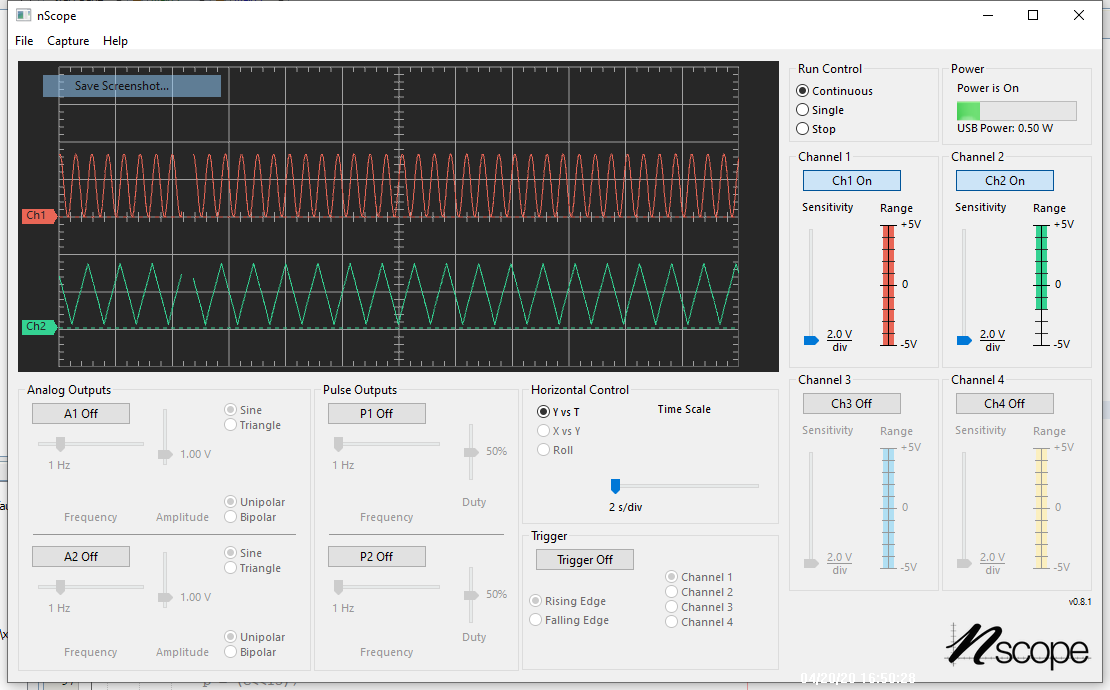 nScope
File Capture Help
Save Screenshot...
Ch1
Ch2
Run Control
Continuous
Single
Stop
Power
Power is On
USB Power: 0.50 W
Channel 1
Ch1 On
Sensitivity Range
+5V
0
-5V
2.0 V
div
Channel 2
Ch2 On
Sensitivity Range
+5V
0
-5V
2.0 V
div
Analog Outputs
A1 Off
Sine
Triangle
1 Hz
1.00 V
Unipolar
Bipolar
Frequency Amplitude
A2 Off
Sine
Triangle
1 Hz
1.00 V
Unipolar
Bipolar
Frequency Amplitude
Pulse Outputs
P1 Off
1 Hz
50%
Duty
Frequency
P2 Off
1 Hz
50%
Duty
Frequency
Horizontal Control
Y vs T
X vs Y
Roll
Time Scale
2 s/div
Trigger
Trigger Off
Rising Edge
Falling Edge
Channel 1
Channel 2
Channel 3
Channel 4
Channel 3
Ch3 Off
Sensitivity Range
+5V
0
-5V
2.0 V
div
Channel 4
Ch4 Off
Sensitivity Range
+5V
0
-5V
2.0 V
div
v0.8.1
nscope
04/20/20 16:50:28